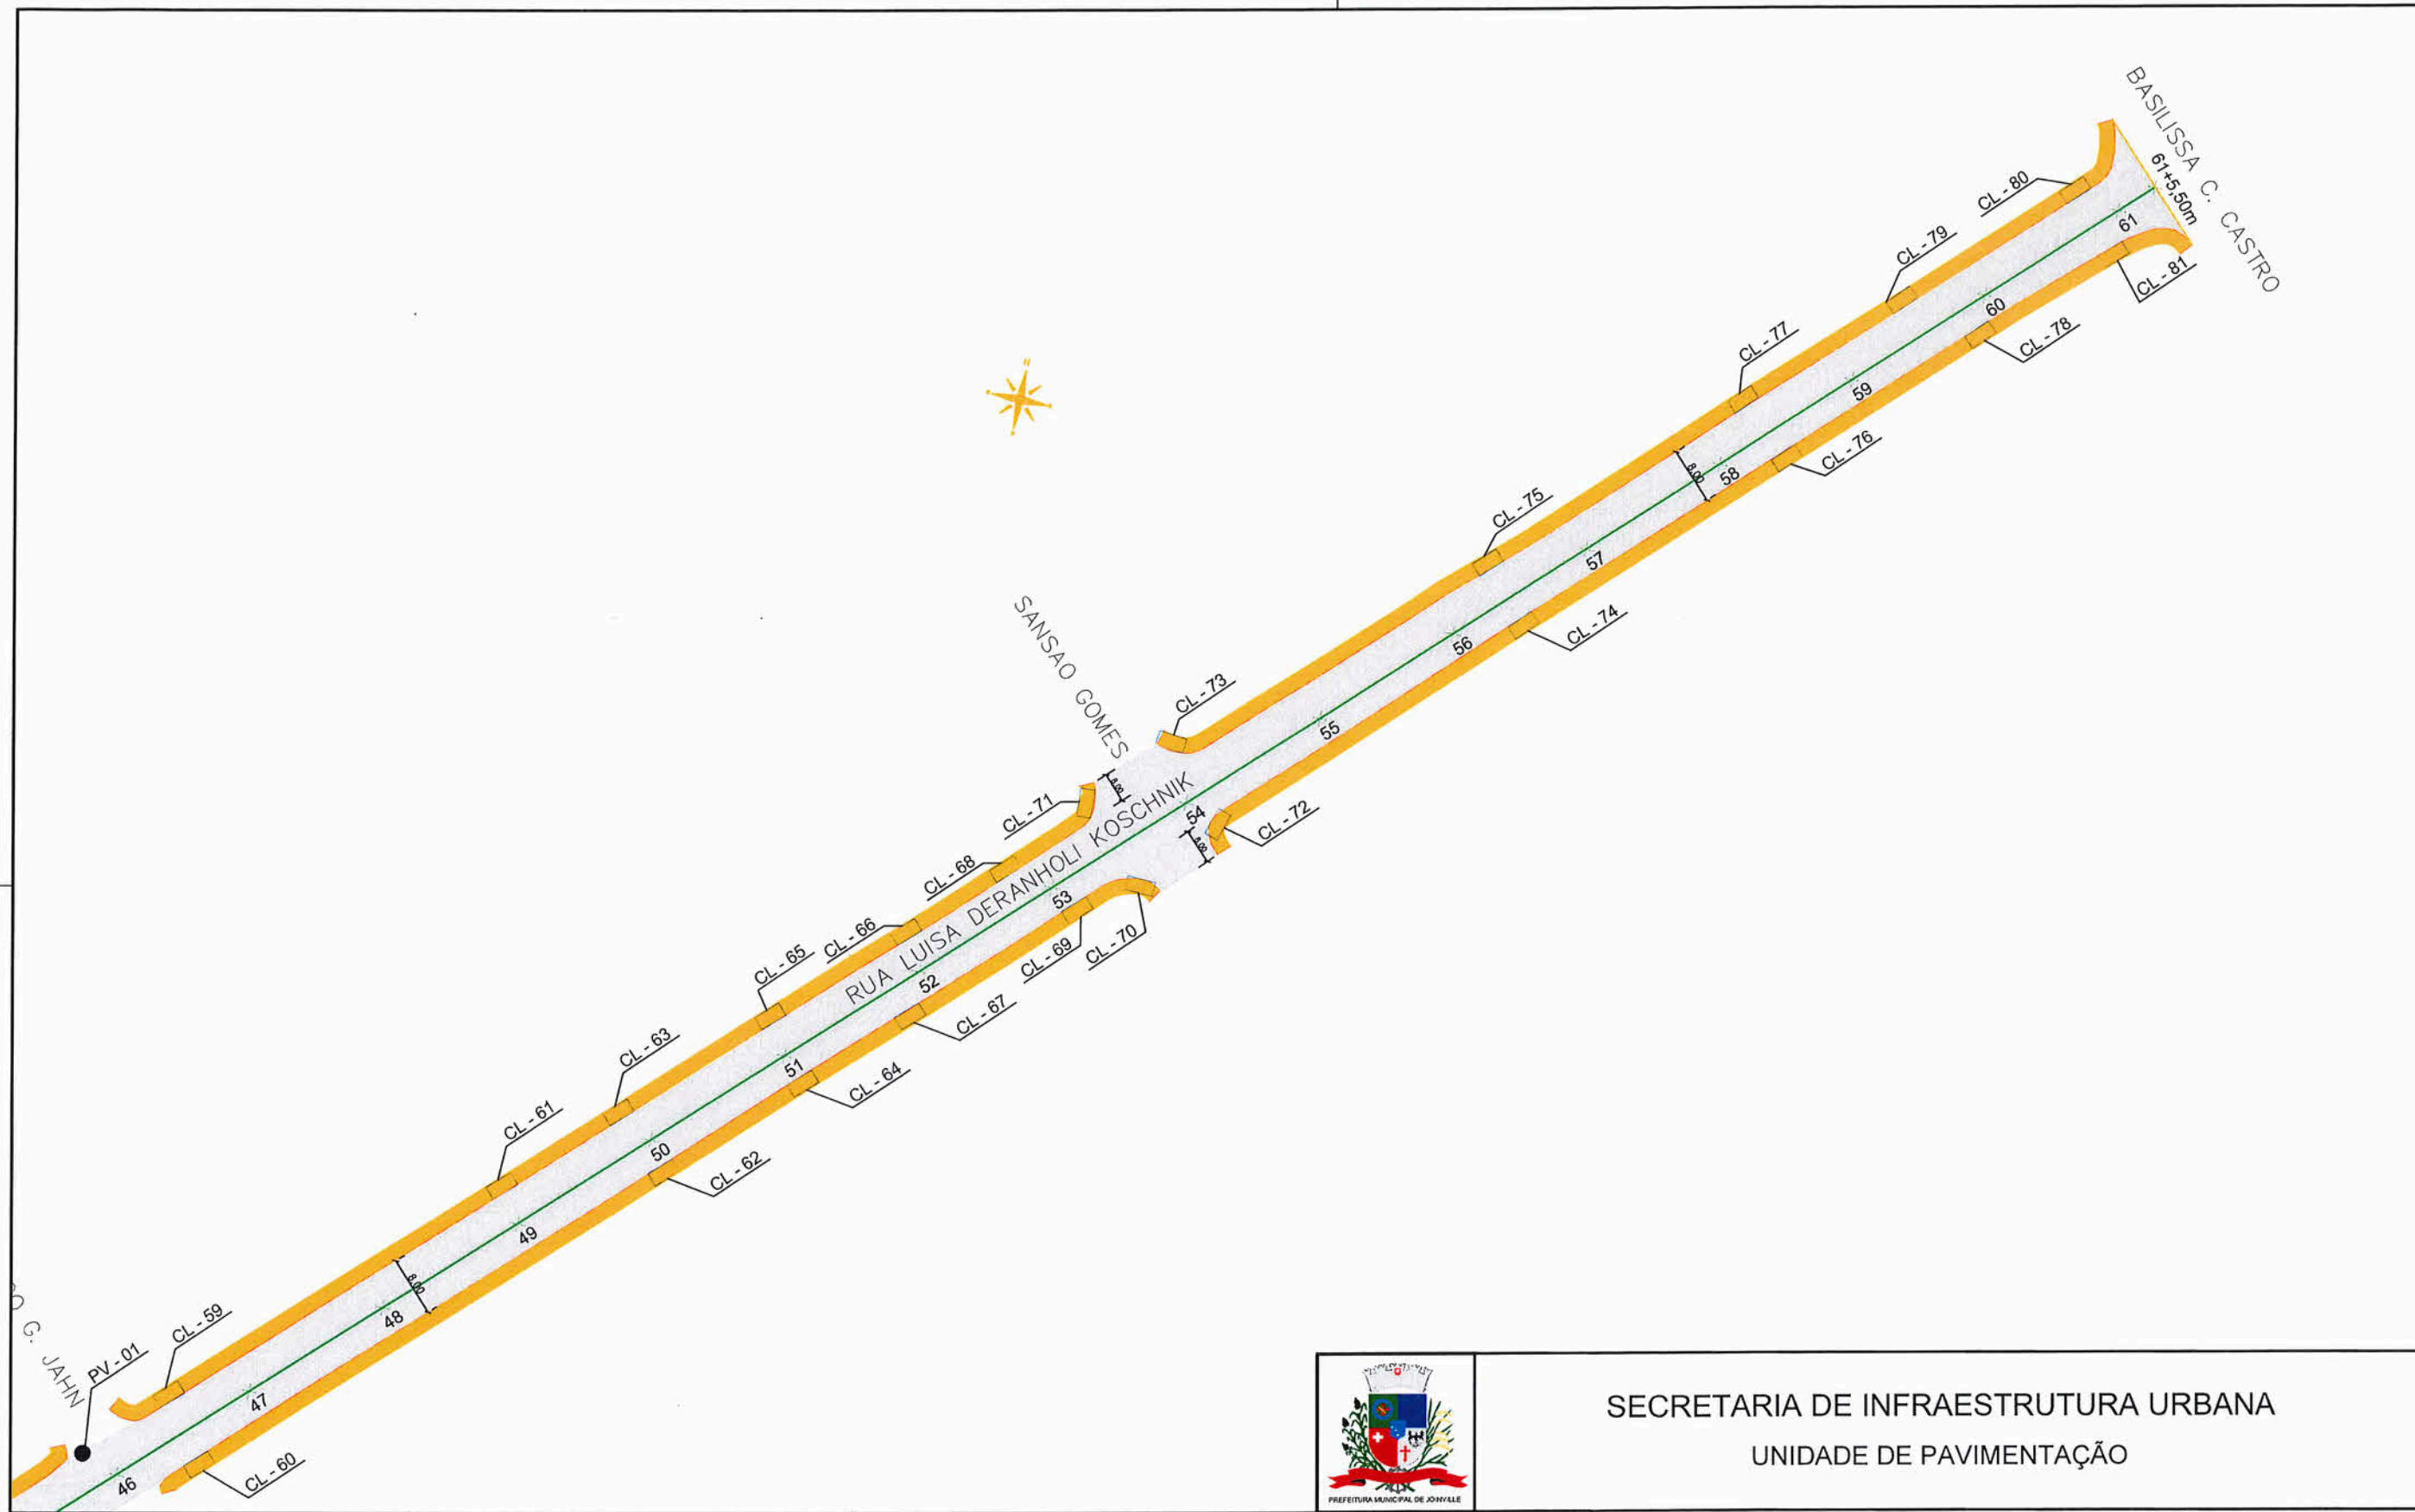 BASILISSA C. CASTRO
61+5,50m
CL - 80
61
CL - 79
CL - 81
60
CL - 78
CL - 77
59
CL - 76
8,00
58
CL - 75
57
CL - 74
56
SANSAO GOMES
CL - 73
55
8,00
CL - 71
54
CL - 72
8,00
RUA LUISA DERANHOLI KOSCHNIK
CL - 68
53
CL - 66
CL - 69
CL - 70
CL - 65
52
CL - 67
CL - 63
51
CL - 64
CL - 61
50
CL - 62
49
8,00
48
CL - 59
G. JAHN
PV - 01
47
CL - 60
46
SECRETARIA DE INFRAESTRUTURA URBANA
UNIDADE DE PAVIMENTAÇÃO
PREFEITURA MUNICIPAL DE JOINVILLE